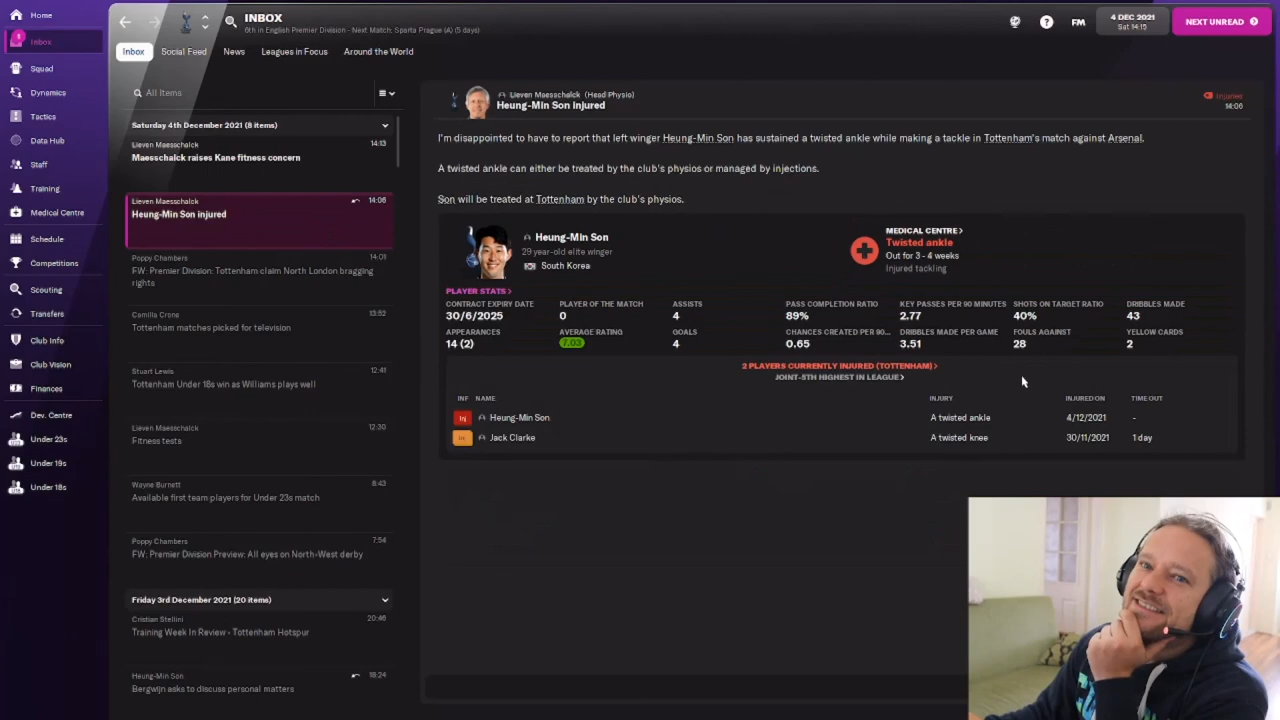 Home
Inbox
Squad
Dynamics
Tactics
Data Hub
Staff
Training
Medical Centre
Schedule
Competitions
Scouting
Transfers
Club Info
Club Vision
Finances
Dev. Centre
Under 23s
Under 19s
Under 18s
INBOX
6th in English Premier Division - Next Match: Sparta Prague (A) (5 days)
FM
4 DEC 2021
Sat 14:15
NEXT UNREAD
Inbox Social Feed News Leagues in Focus Around the World
All Items
Saturday 4th December 2021 (8 items)
Lieven Maesschalck 14:13
Maesschalck raises Kane fitness concern
Lieven Maesschalck 14:06
Heung-Min Son injured
Poppy Chambers 14:01
FW: Premier Division: Tottenham claim North London bragging
rights
Camilla Crone 13:52
Tottenham matches picked for television
Stuart Lewis 12:41
Tottenham Under 18s win as Williams plays well
Lieven Maesschalck 12:30
Fitness tests
Wayne Burnett 8:43
Available first team players for Under 23s match
Poppy Chambers 7:54
FW: Premier Division Preview: All eyes on North-West derby
Friday 3rd December 2021 (20 items)
Cristian Stellini 20:46
Training Week In Review - Tottenham Hotspur
Heung-Min Son 18:24
Bergwijn asks to discuss personal matters
Lieven Maesschalck (Head Physio)
Heung-Min Son injured
Injuries
14:06
I'm disappointed to have to report that left winger Heung-Min Son has sustained a twisted ankle while making a tackle in Tottenham's match against Arsenal.
A twisted ankle can either be treated by the club's physios or managed by injections.
Son will be treated at Tottenham by the club's physios.
Heung-Min Son
29 year-old elite winger
South Korea
MEDICAL CENTRE >
Twisted ankle
Out for 3 - 4 weeks
Injured tackling
PLAYER STATS >
CONTRACT EXPIRY DATE PLAYER OF THE MATCH ASSISTS PASS COMPLETION RATIO KEY PASSES PER 90 MINUTES SHOTS ON TARGET RATIO DRIBBLES MADE
30/6/2025 0 4 89% 2.77 40% 43
APPEARANCES AVERAGE RATING GOALS CHANCES CREATED PER 90... DRIBBLES MADE PER GAME FOULS AGAINST YELLOW CARDS
14 (2) 7.03 4 0.65 3.51 28 2
2 PLAYERS CURRENTLY INJURED (TOTTENHAM) >
JOINT-5TH HIGHEST IN LEAGUE >
INF NAME INJURY INJURED ON TIME OUT
Inj Heung-Min Son A twisted ankle 4/12/2021 -
Jack Clarke A twisted knee 30/11/2021 1 day